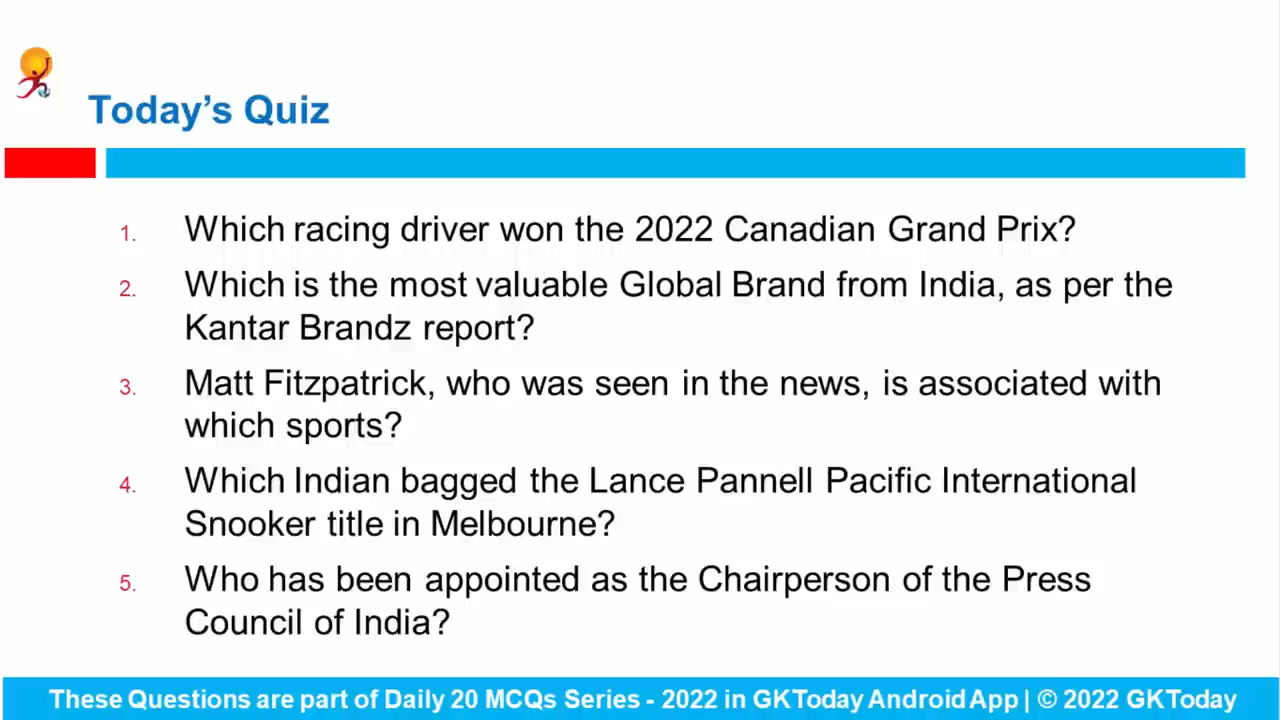 Today's Quiz
1. Which racing driver won the 2022 Canadian Grand Prix?
2. Which is the most valuable Global Brand from India, as per the
Kantar Brandz report?
3. Matt Fitzpatrick, who was seen in the news, is associated with
which sports?
4. Which Indian bagged the Lance Pannell Pacific International
Snooker title in Melbourne?
5. Who has been appointed as the Chairperson of the Press
Council of India?
These Questions are part of Daily 20 MCQs Series - 2022 in GKToday Android App | © 2022 GKToday